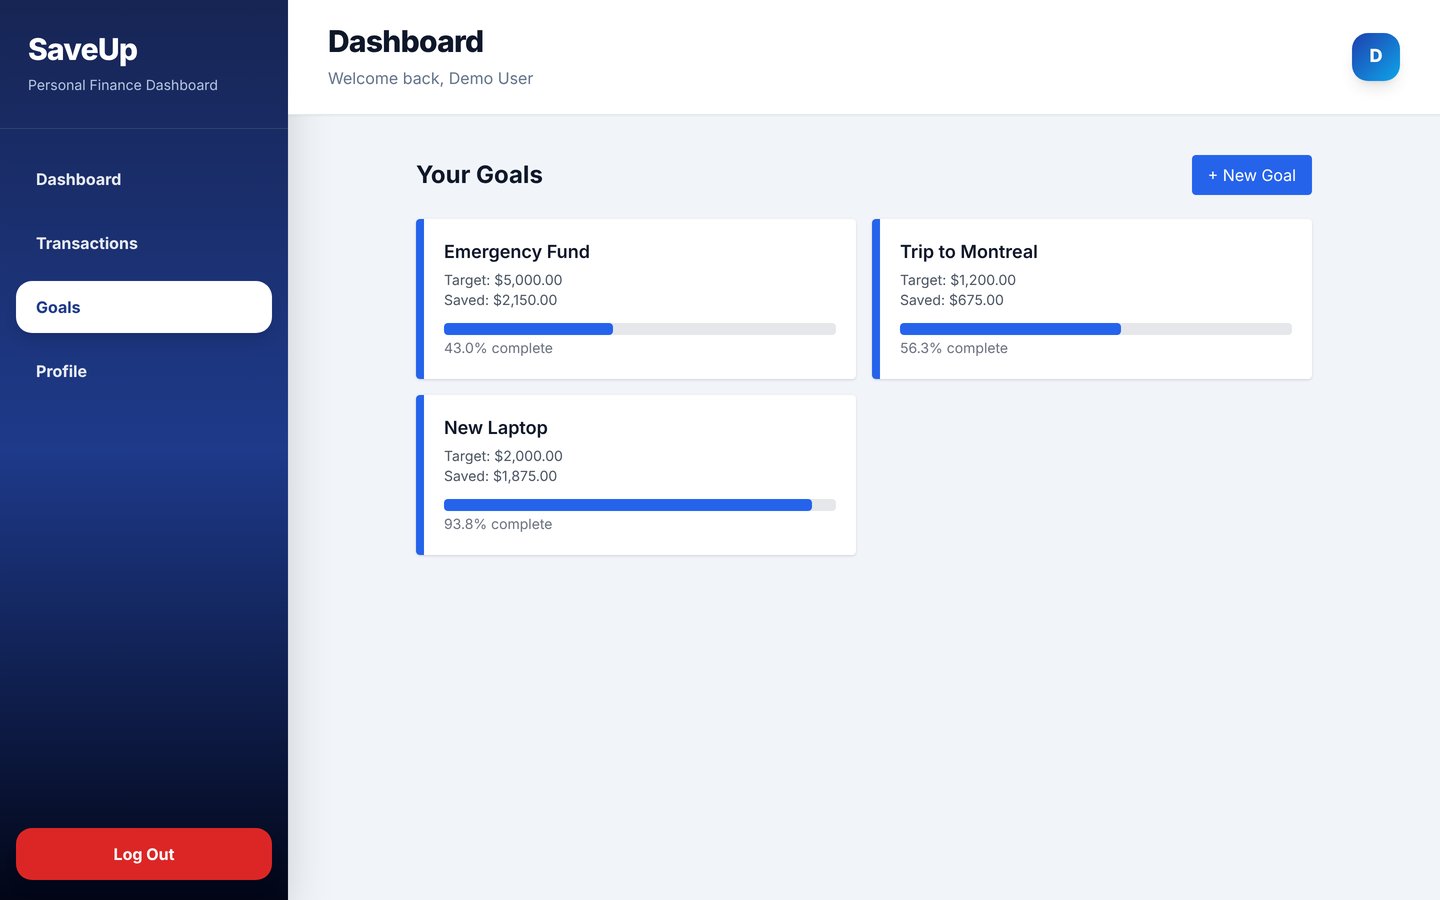 SaveUp
Personal Finance Dashboard
Dashboard
Transactions
Goals
Profile
Log Out
Dashboard
Welcome back, Demo User
D
Your Goals
+ New Goal
Emergency Fund
Target: $5,000.00
Saved: $2,150.00
43.0% complete
Trip to Montreal
Target: $1,200.00
Saved: $675.00
56.3% complete
New Laptop
Target: $2,000.00
Saved: $1,875.00
93.8% complete